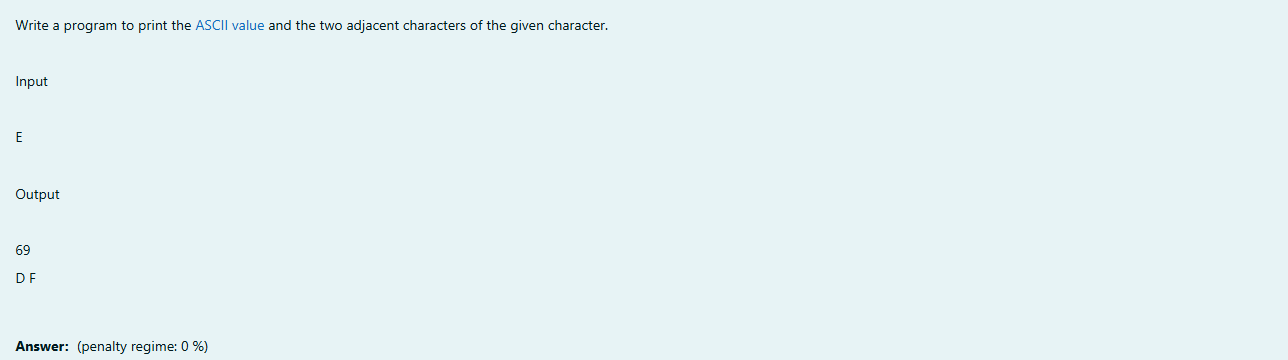 Write a program to print the ASCII value and the two adjacent characters of the given character.
Input
E
Output
69
D F
Answer: (penalty regime: 0 %)